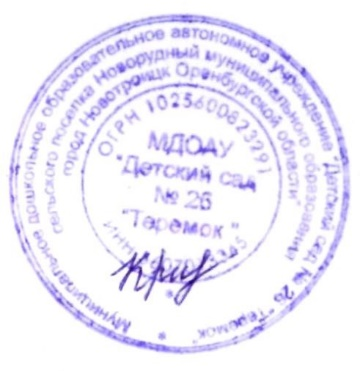 Муниципальное дошкольное образовательное автономное учреждение "Детский сад № 26 "Теремок"
сельского поселка Новорудный муниципального образования
город Новотроицк Оренбургской области"
ОГРН 1025600823291
МДОАУ
"Детский сад
№ 26
"Теремок"
ИНН